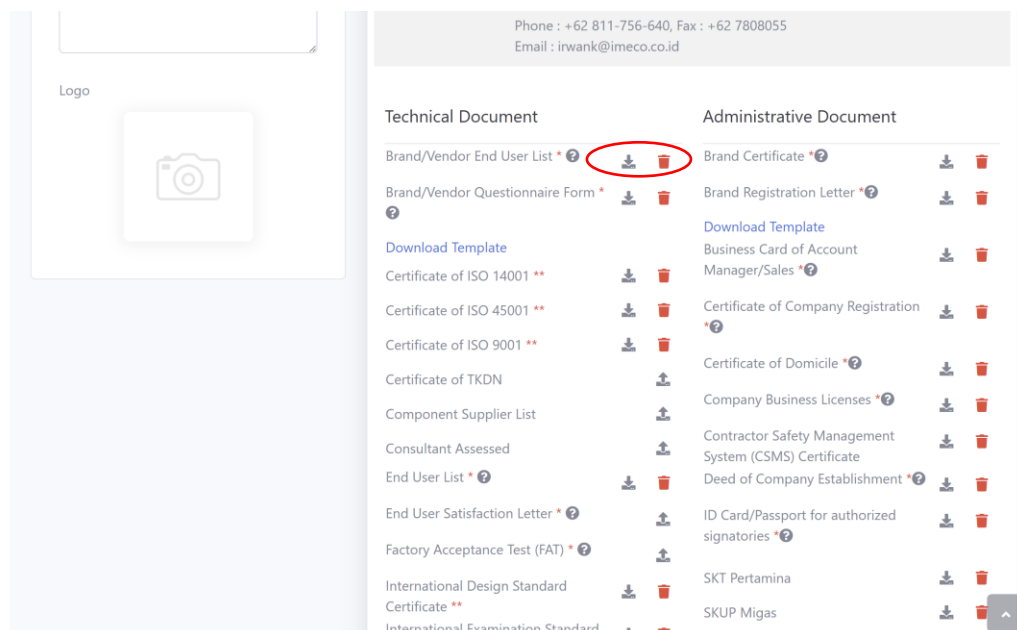 Phone : +62 811-756-640, Fax : +62 7808055
Email : irwank@imeco.co.id
Logo
Technical Document
Brand/Vendor End User List *
Brand/Vendor Questionnaire Form *
Download Template
Certificate of ISO 14001 **
Certificate of ISO 45001 **
Certificate of ISO 9001 **
Certificate of TKDN
Component Supplier List
Consultant Assessed
End User List *
End User Satisfaction Letter *
Factory Acceptance Test (FAT) *
International Design Standard
Certificate **
International Examination Standard
Administrative Document
Brand Certificate *
Brand Registration Letter *
Download Template
Business Card of Account
Manager/Sales *
Certificate of Company Registration
*
Certificate of Domicile *
Company Business Licenses *
Contractor Safety Management
System (CSMS) Certificate
Deed of Company Establishment *
ID Card/Passport for authorized
signatories *
SKT Pertamina
SKUP Migas